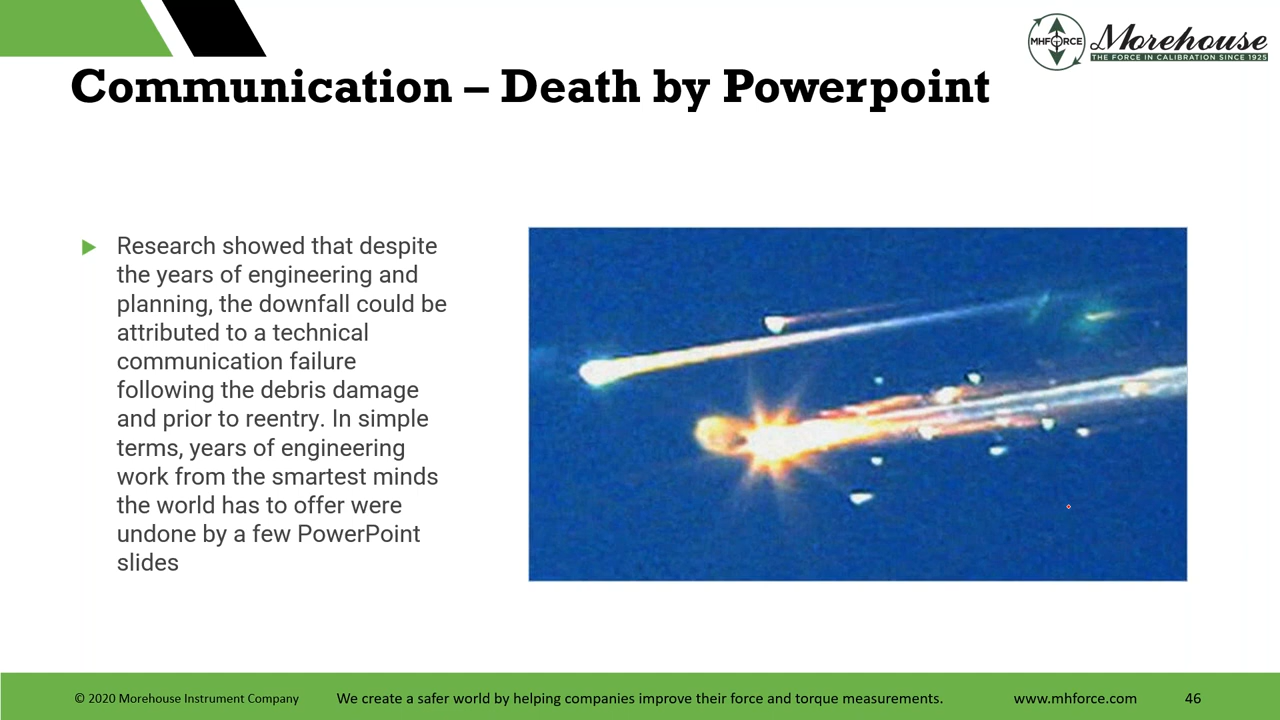 MHFORCE
Morehouse
THE FORCE IN CALIBRATION SINCE 1925
Communication – Death by Powerpoint
Research showed that despite
the years of engineering and
planning, the downfall could be
attributed to a technical
communication failure
following the debris damage
and prior to reentry. In simple
terms, years of engineering
work from the smartest minds
the world has to offer were
undone by a few PowerPoint
slides
© 2020 Morehouse Instrument Company
We create a safer world by helping companies improve their force and torque measurements.
www.mhforce.com
46